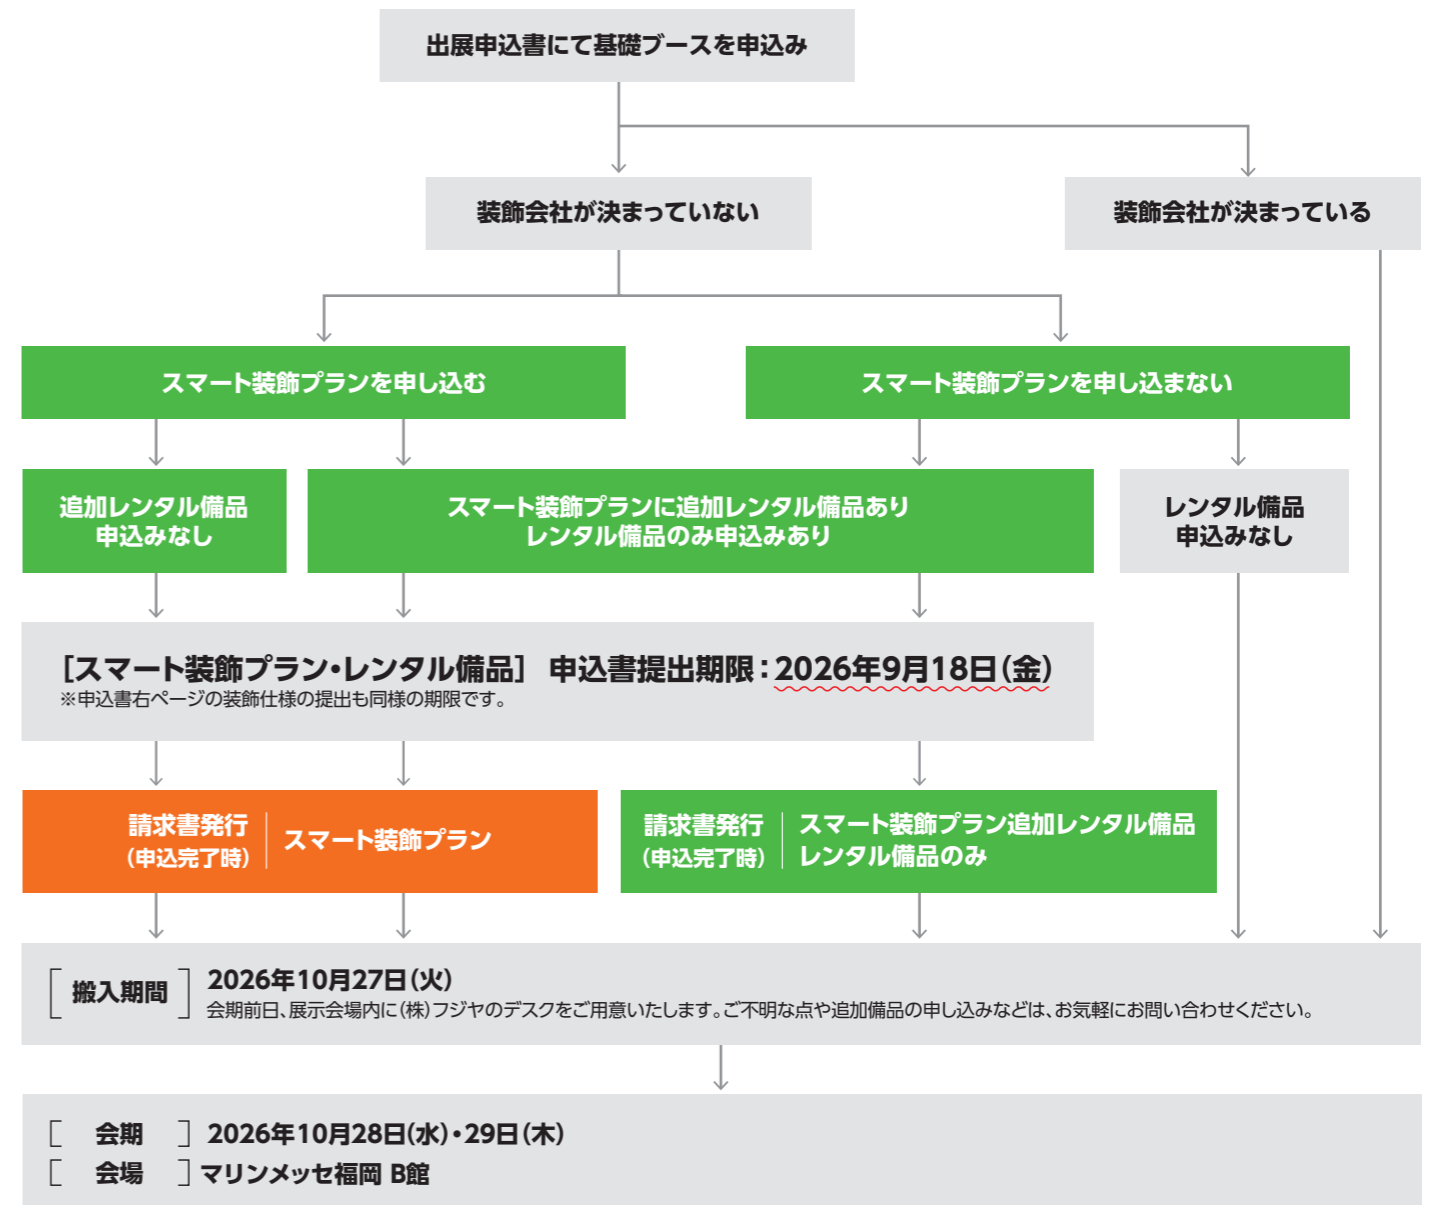 出展申込書にて基礎ブースを申込み
装飾会社が決まっていない
装飾会社が決まっている
スマート装飾プランを申し込む
スマート装飾プランを申し込まない
追加レンタル備品
申込みなし
スマート装飾プランに追加レンタル備品あり
レンタル備品のみ申込みあり
レンタル備品
申込みなし
[スマート装飾プラン・レンタル備品] 申込書提出期限:2026年9月18日(金)
※申込書右ページの装飾仕様の提出も同様の期限です。
請求書発行
(申込完了時)
スマート装飾プラン
請求書発行
(申込完了時)
スマート装飾プラン追加レンタル備品
レンタル備品のみ
[搬入期間] 2026年10月27日(火)
会期前日、展示会場内に(株)フジヤのデスクをご用意いたします。ご不明な点や追加備品の申し込みなどは、お気軽にお問い合わせください。
[会期] 2026年10月28日(水)・29日(木)
[会場] マリンメッセ福岡 B館